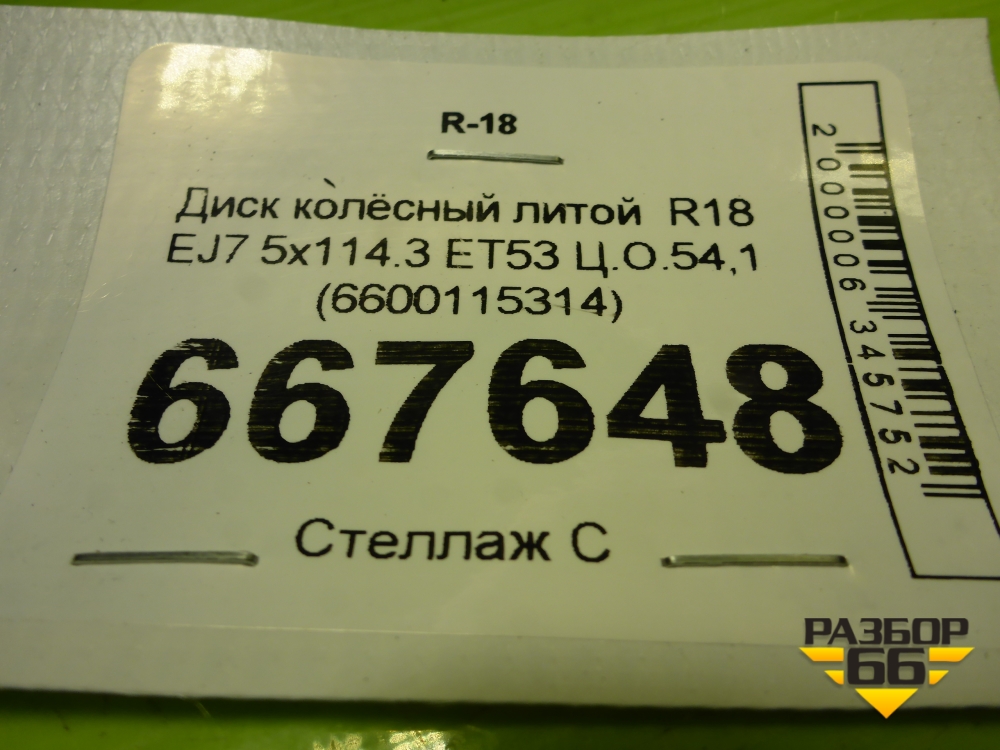 R-18
Диск колёсный литой R18
EJ7 5x114.3 ET53 Ц.О.54,1
(6600115314)
667648
Стеллаж С
2000006345752
РАЗБОР
66